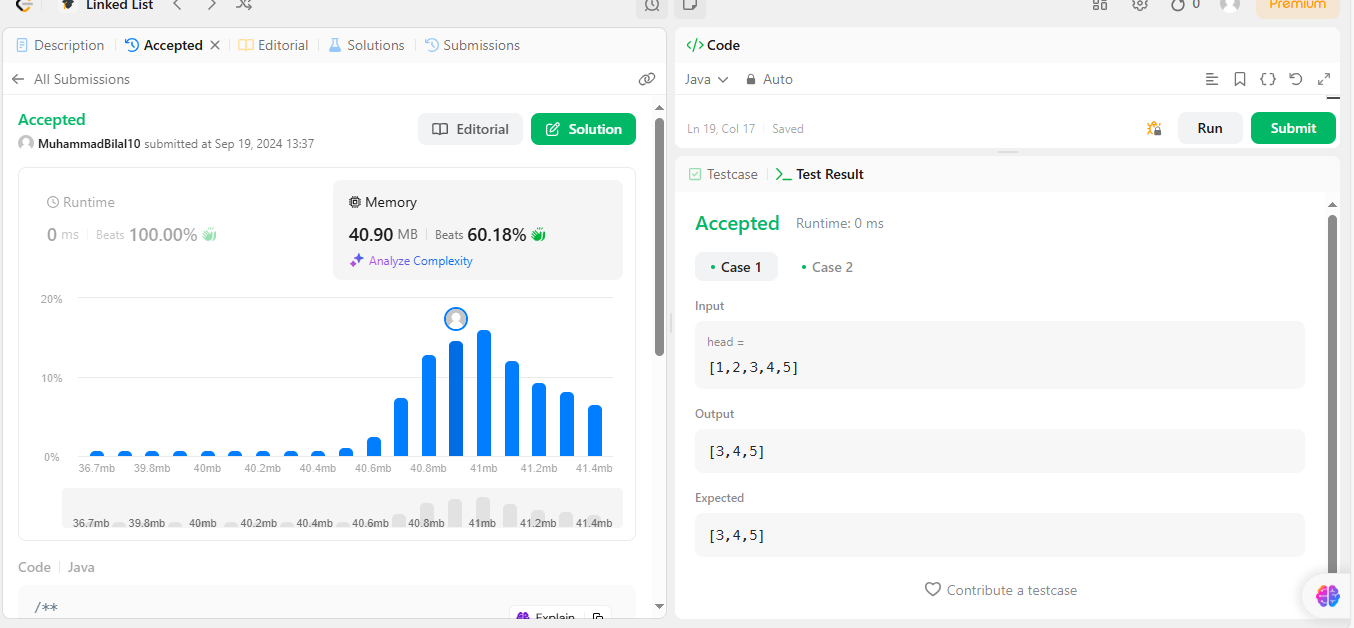 Linked List
0
Premium
Description
Accepted
Editorial
Solutions
Submissions
All Submissions
Accepted
MuhammadBilal10 submitted at Sep 19, 2024 13:37
Editorial
Solution
Runtime
0 ms
Beats 100.00%
Memory
40.90 MB
Beats 60.18%
Analyze Complexity
20%
10%
0%
36.7mb 39.8mb 40mb 40.2mb 40.4mb 40.6mb 40.8mb 41mb 41.2mb 41.4mb
36.7mb 39.8mb 40mb 40.2mb 40.4mb 40.6mb 40.8mb 41mb 41.2mb 41.4mb
Code
Java
/**
Explain
</> Code
Java
Auto
Ln 19, Col 17
Saved
Run
Submit
Testcase
Test Result
Accepted
Runtime: 0 ms
Case 1
Case 2
Input
head =
[1,2,3,4,5]
Output
[3,4,5]
Expected
[3,4,5]
Contribute a testcase